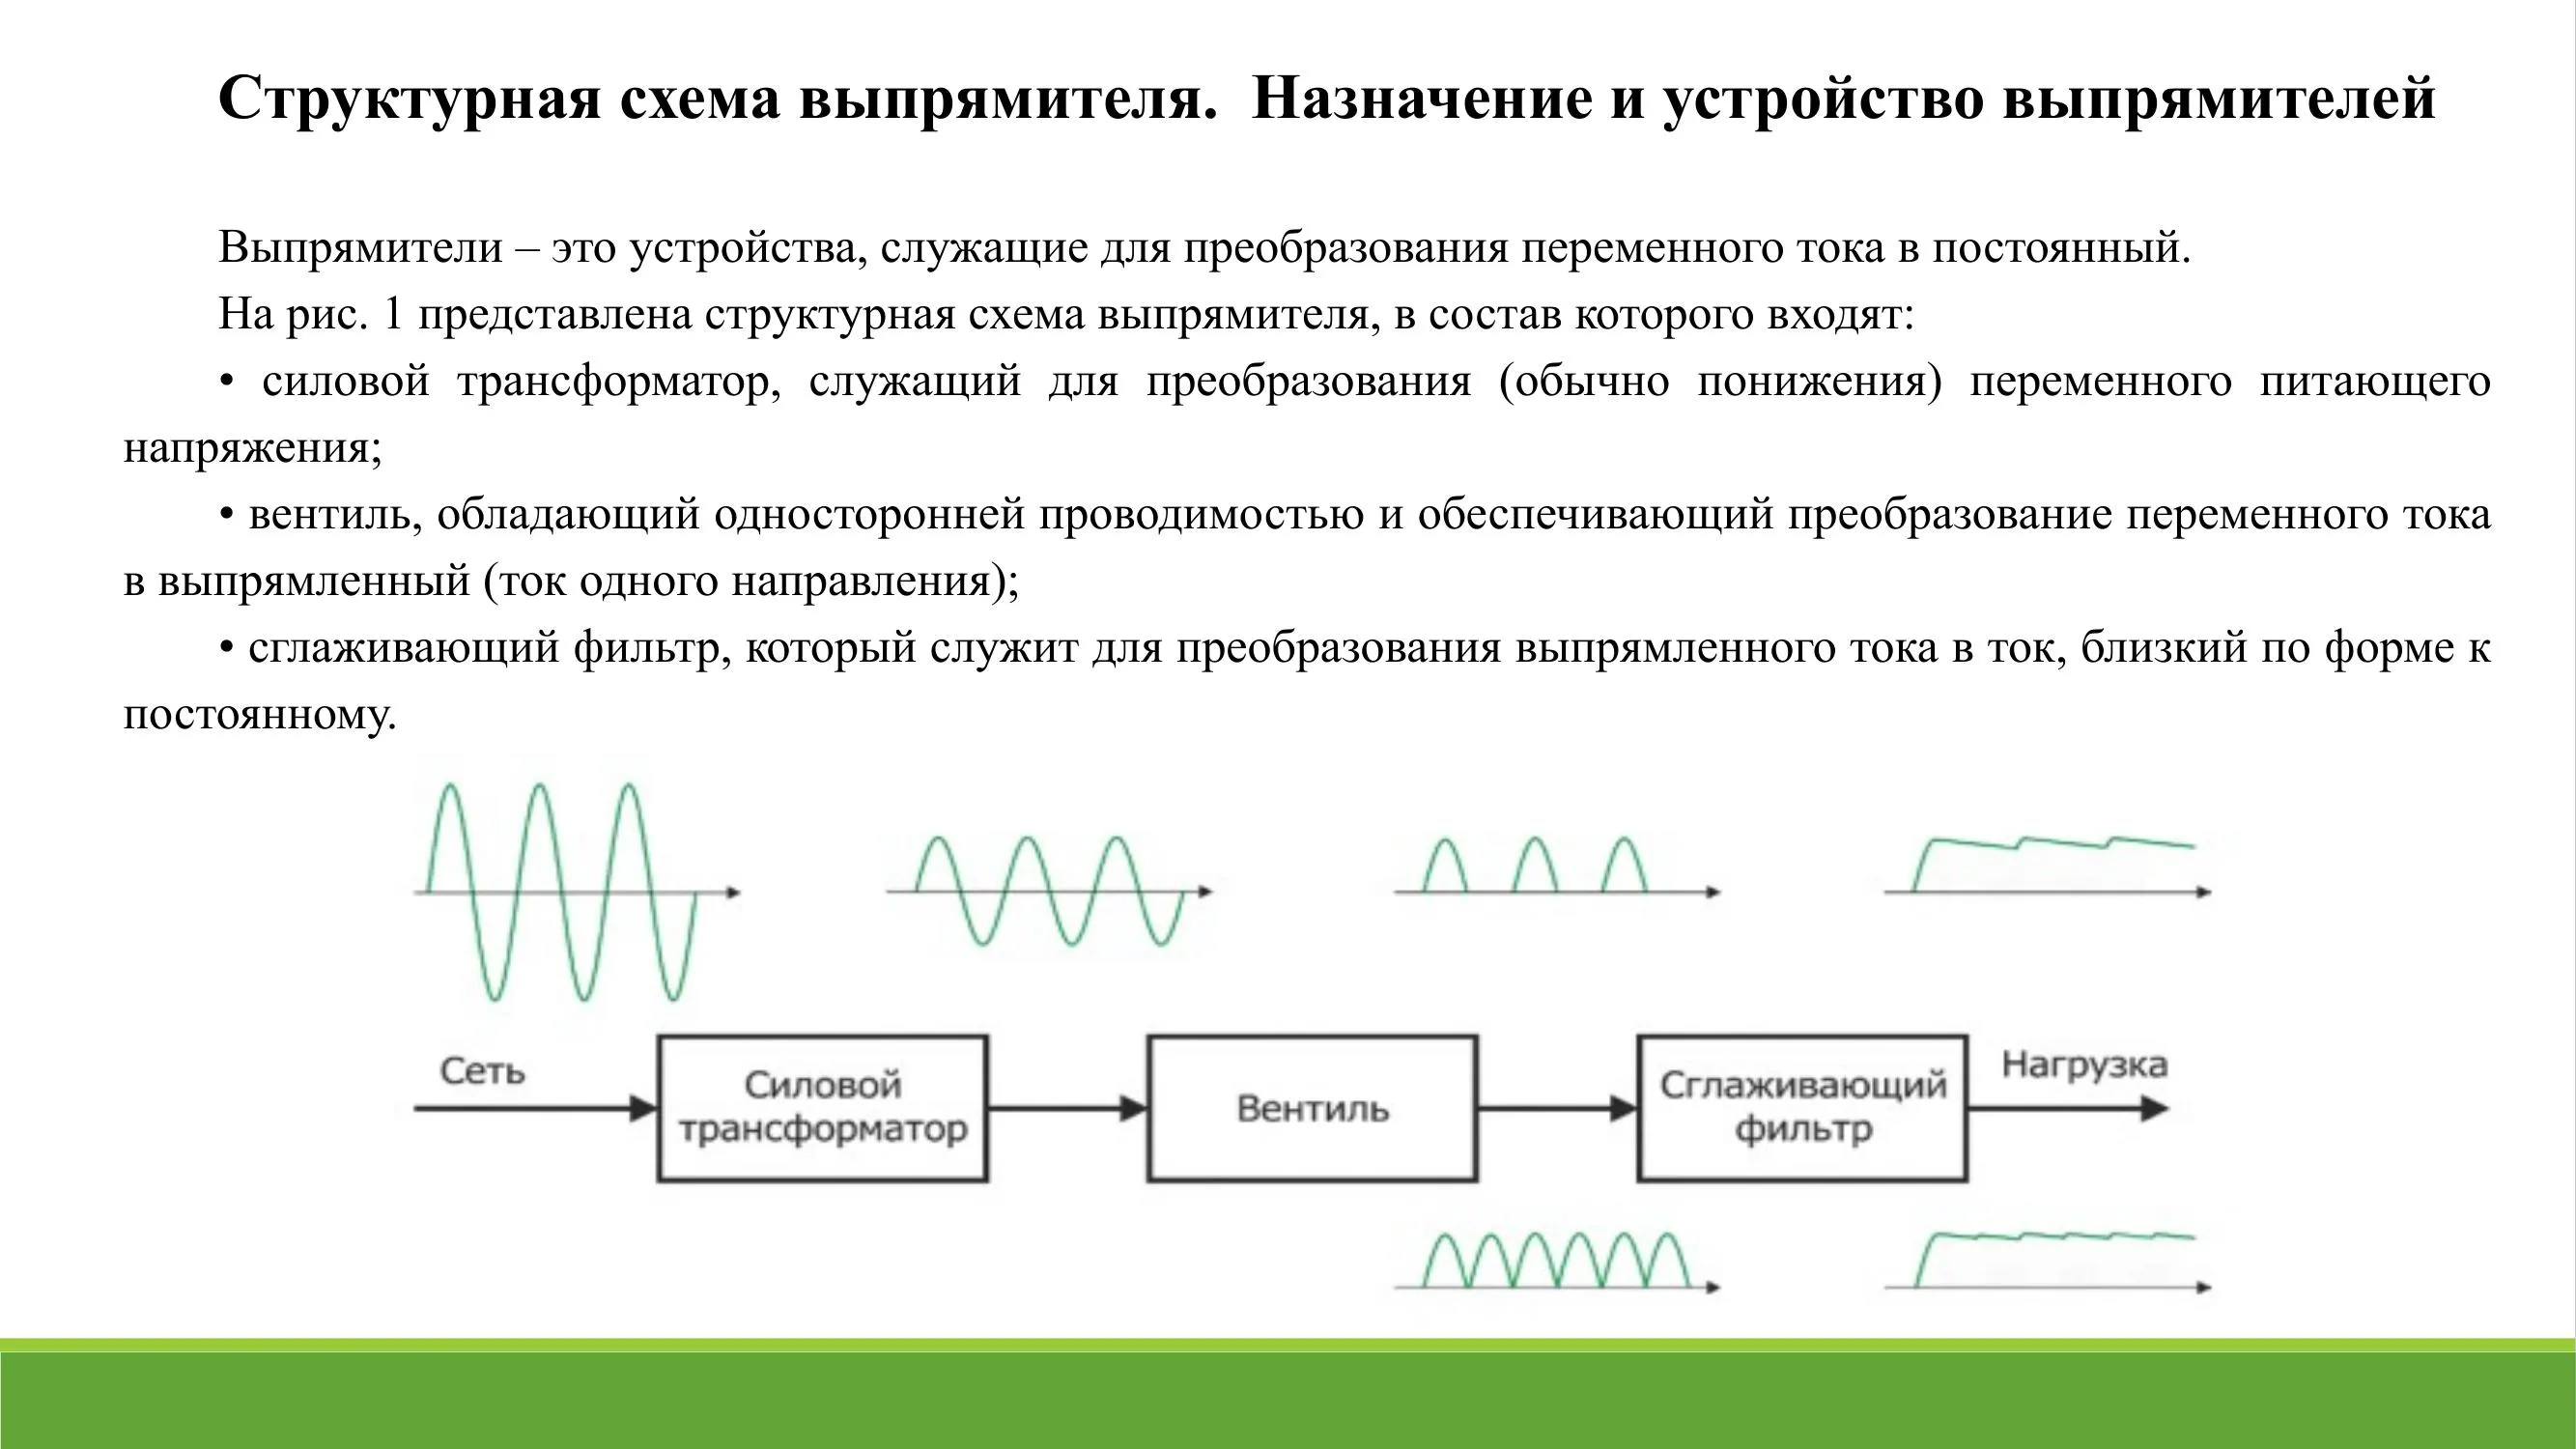 Структурная схема выпрямителя. Назначение и устройство выпрямителей
Выпрямители – это устройства, служащие для преобразования переменного тока в постоянный.
На рис. 1 представлена структурная схема выпрямителя, в состав которого входят:
• силовой трансформатор, служащий для преобразования (обычно понижения) переменного питающего
напряжения;
• вентиль, обладающий односторонней проводимостью и обеспечивающий преобразование переменного тока
в выпрямленный (ток одного направления);
• сглаживающий фильтр, который служит для преобразования выпрямленного тока в ток, близкий по форме к
постоянному.
Сеть
Силовой
трансформатор
Вентиль
Сглаживающий
фильтр
Нагрузка